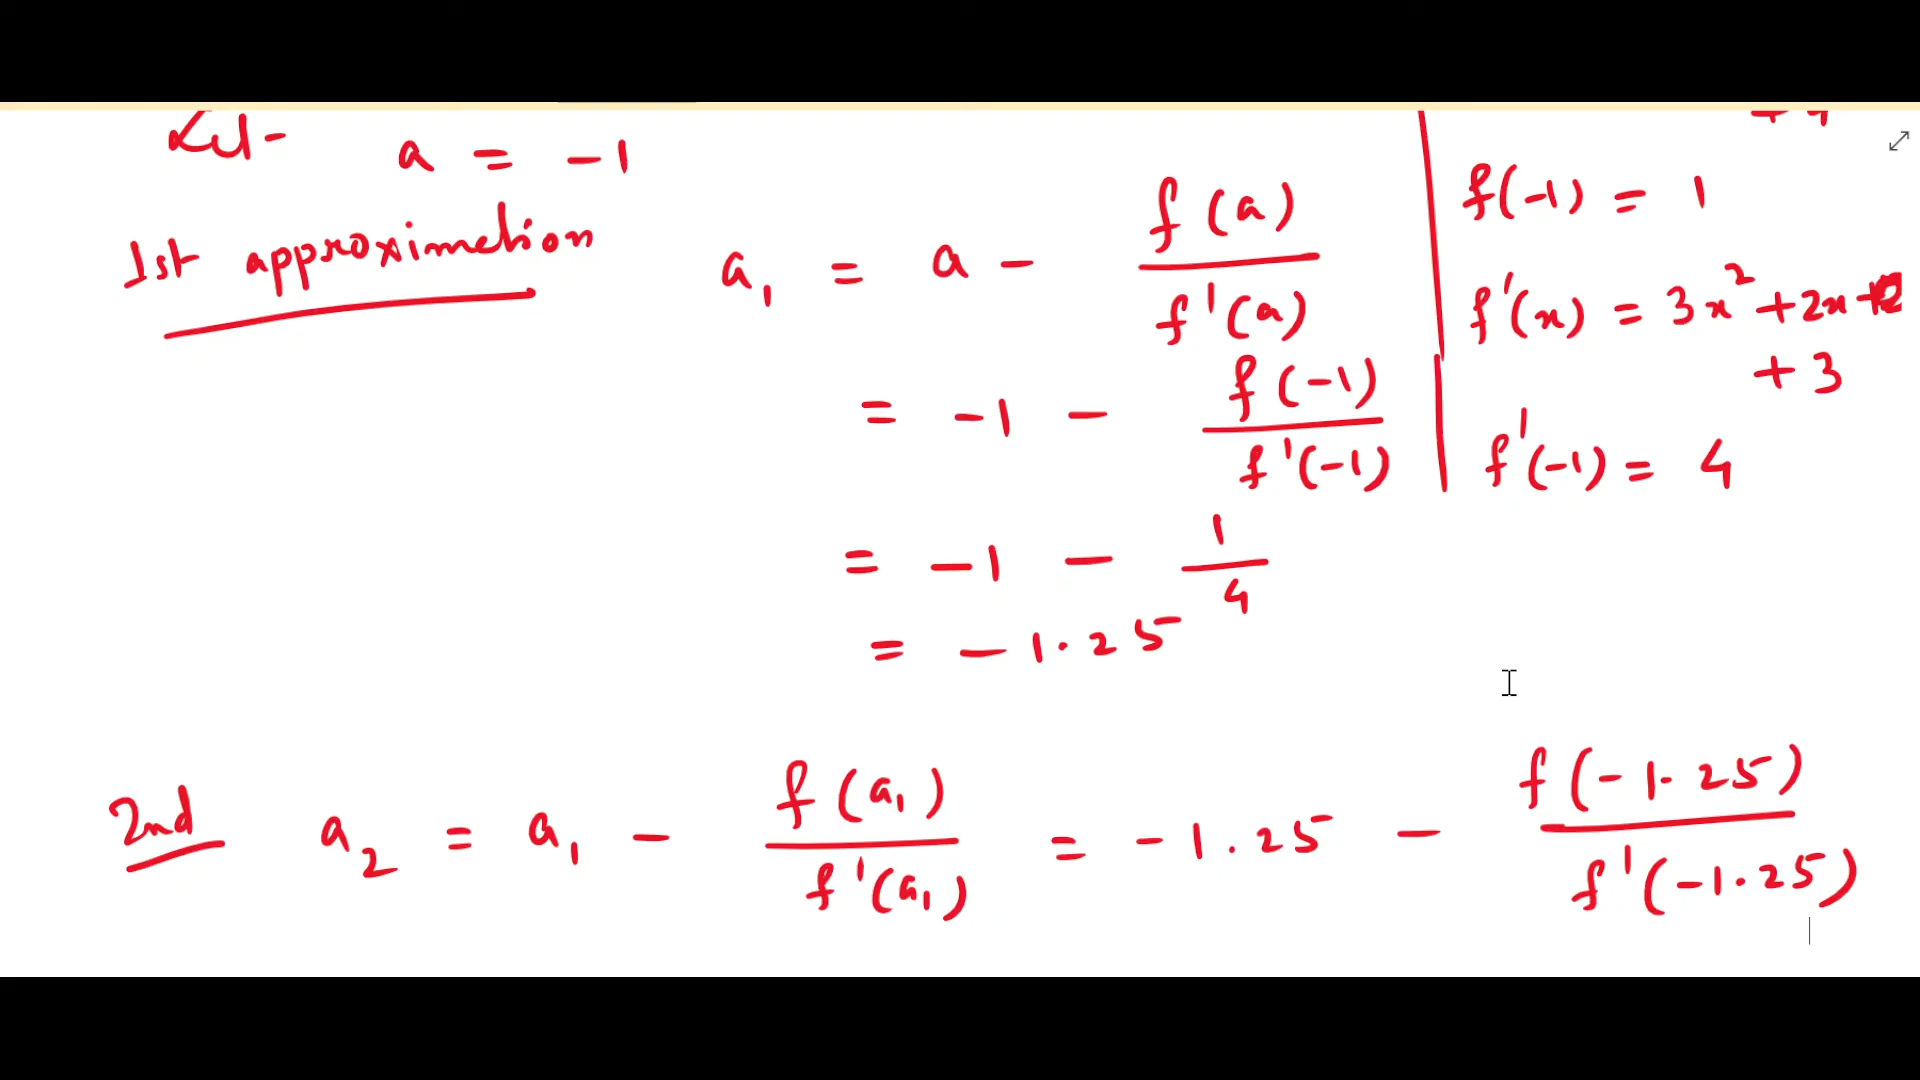 Let a = -1
1st approximation a₁ = a - f(a)/f'(a)
= -1 - f(-1)/f'(-1)
= -1 - 1/4
= -1.25
2nd a₂ = a₁ - f(a₁)/f'(a₁) = -1.25 - f(-1.25)/f'(-1.25)
f(-1) = 1
f'(x) = 3x² + 2x
+ 3
f'(-1) = 4